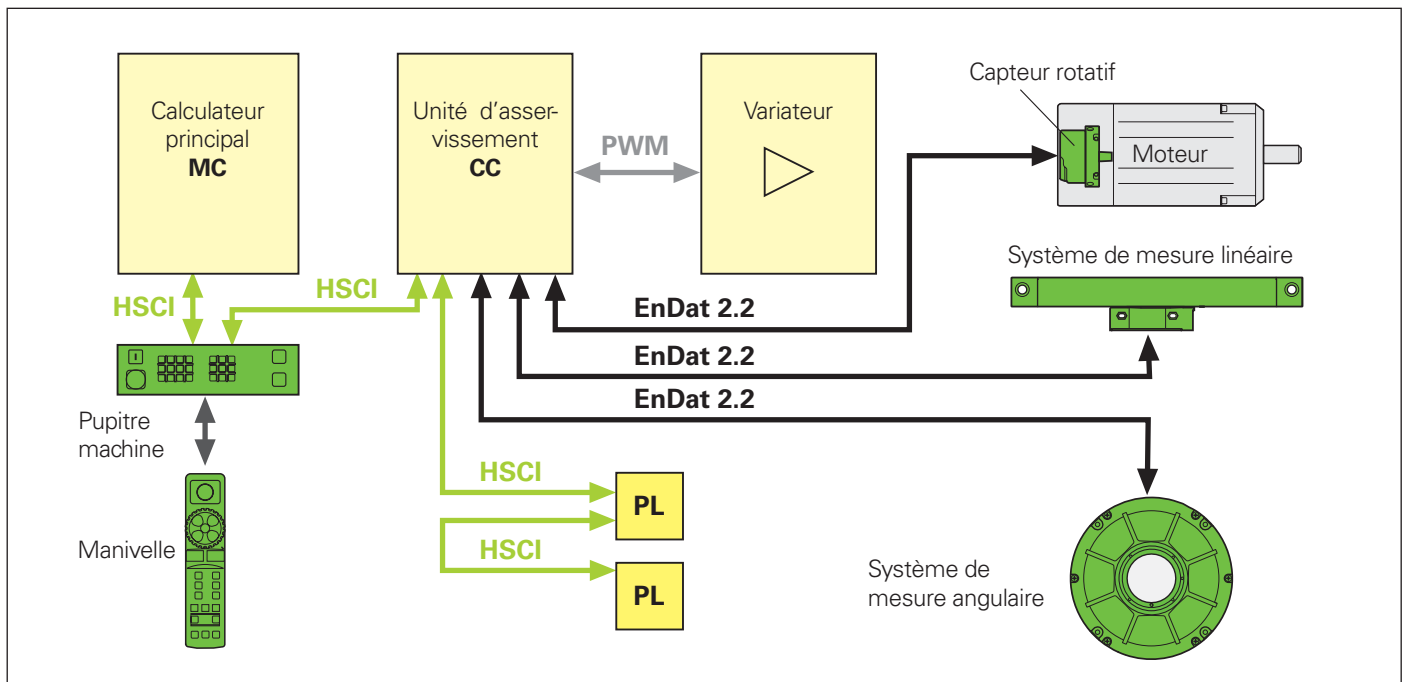 Calculateur
principal
MC
Unité d'asser-
vissement
CC
Variateur
PWM
Capteur rotatif
Moteur
Système de mesure linéaire
HSCI
HSCI
EnDat 2.2
EnDat 2.2
EnDat 2.2
Pupitre
machine
HSCI
PL
Manivelle
HSCI
PL
Système de
mesure angulaire